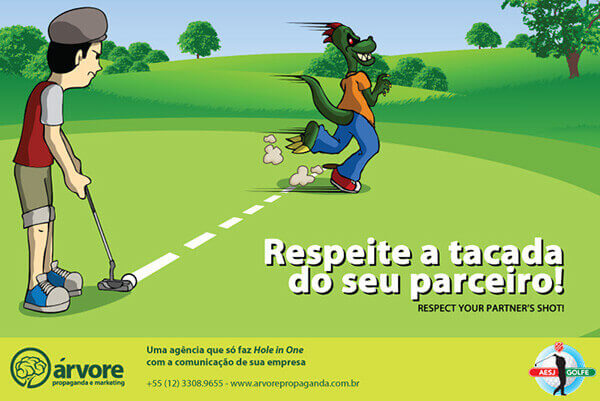 Respeite a tacada
do seu parceiro!
RESPECT YOUR PARTNER'S SHOT!
árvore
propaganda e marketing
Uma agência que só faz Hole in One
com a comunicação de sua empresa
+55 (12) 3308.9655 - www.arvorepropaganda.com.br
AESJ GOLFE